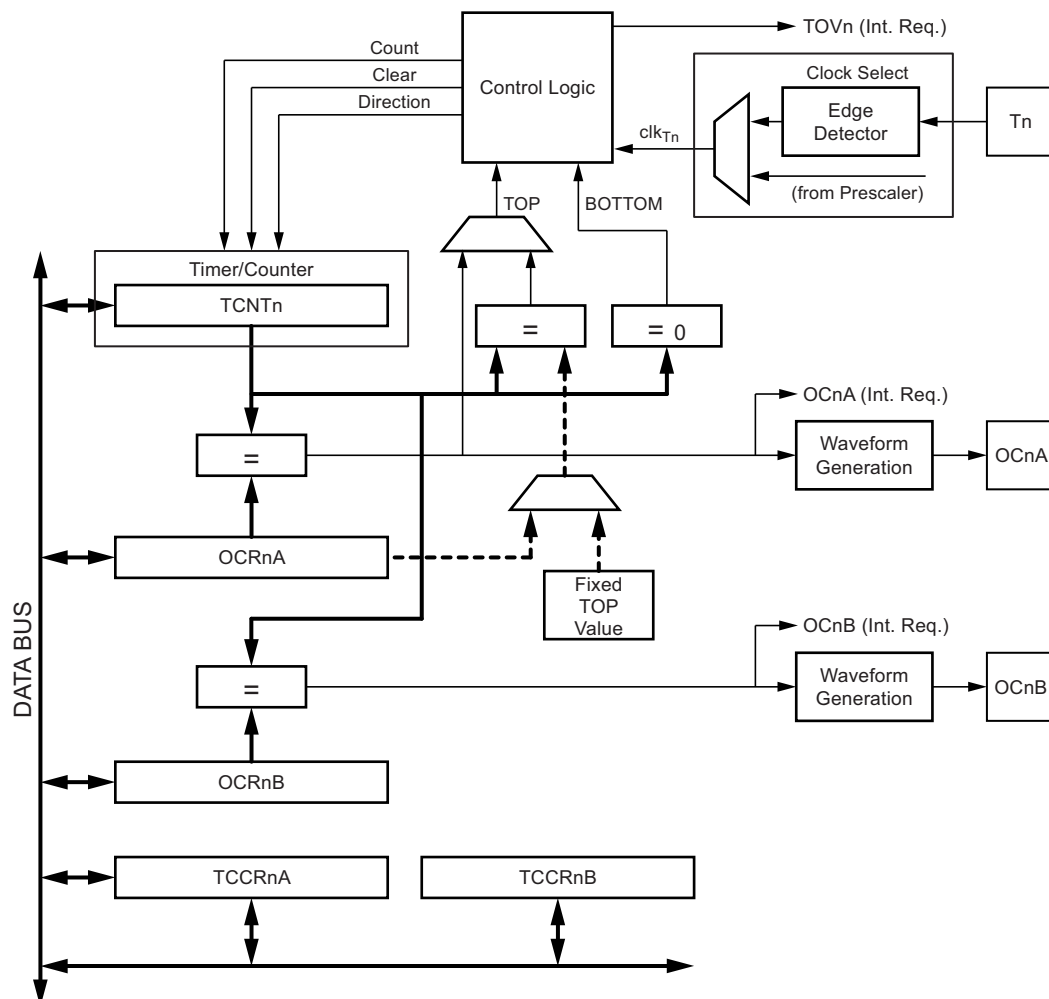 TOVn (Int. Req.)
Count
Clear
Direction
Control Logic
Clock Select
Edge
Detector
Tn
clkTn
(from Prescaler)
TOP
BOTTOM
Timer/Counter
TCNTn
=
= 0
OCnA (Int. Req.)
=
Waveform
Generation
OCnA
OCRnA
Fixed
TOP
Value
DATA BUS
OCnB (Int. Req.)
=
Waveform
Generation
OCnB
OCRnB
TCCRnA
TCCRnB